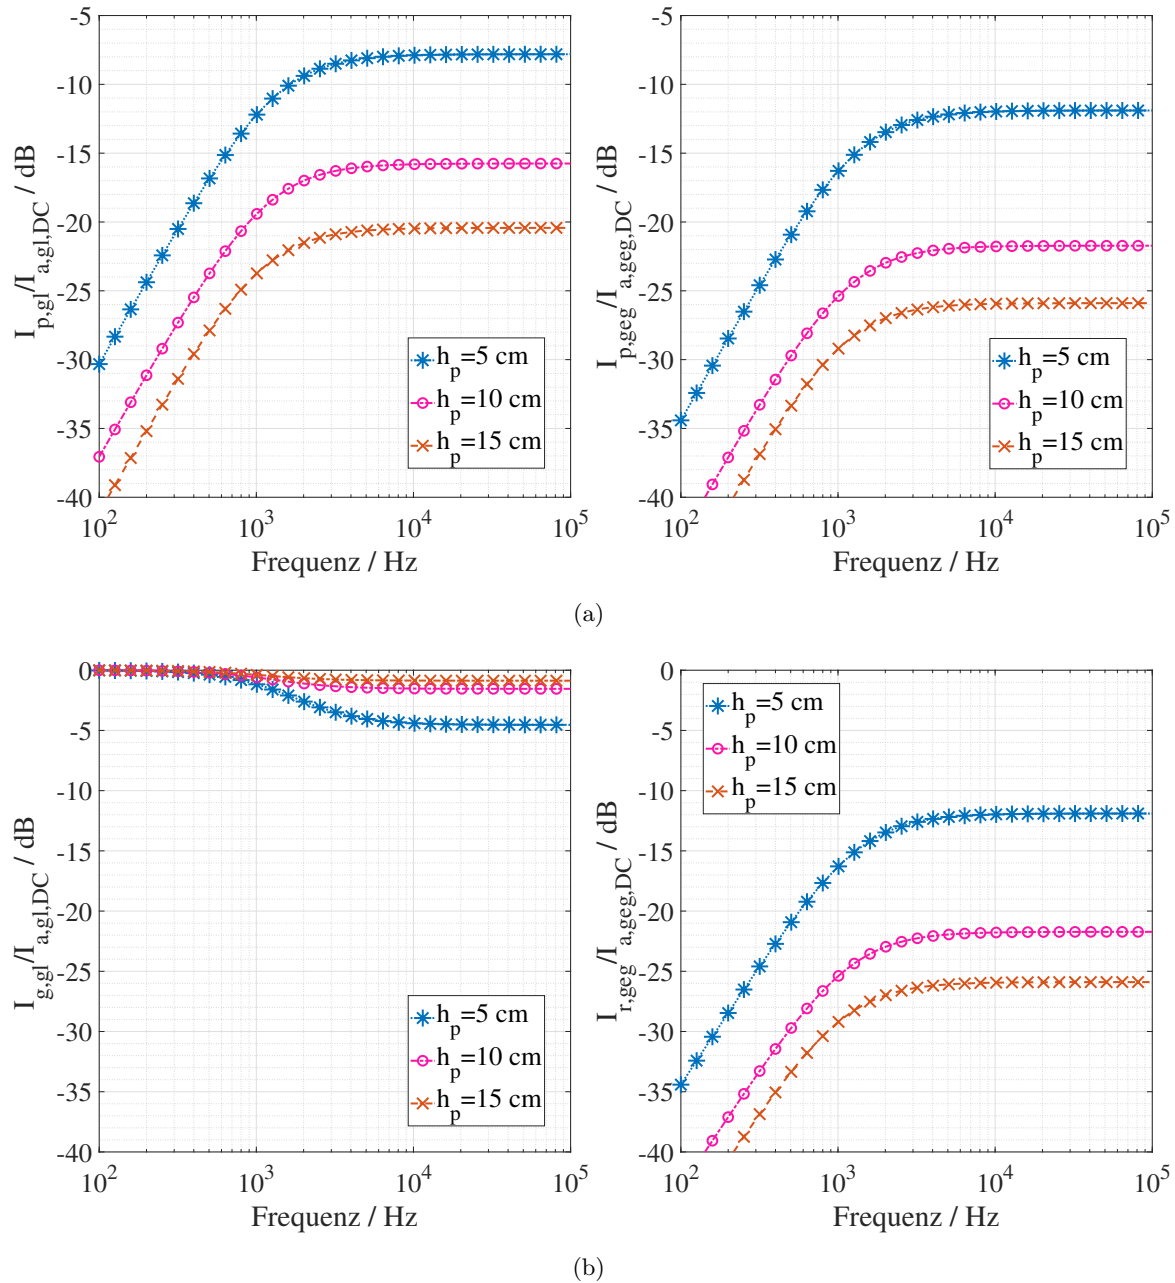 I_p,gl/I_a,gl,DC / dB
-5
-10
-15
-20
-25
-30
-35
-40
h_p=5 cm
h_p=10 cm
h_p=15 cm
10^2 10^3 10^4 10^5
Frequenz / Hz
I_p,geg/I_a,geg,DC / dB
-5
-10
-15
-20
-25
-30
-35
-40
h_p=5 cm
h_p=10 cm
h_p=15 cm
10^2 10^3 10^4 10^5
Frequenz / Hz
(a)
I_g,gl/I_a,gl,DC / dB
0
-5
-10
-15
-20
-25
-30
-35
-40
h_p=5 cm
h_p=10 cm
h_p=15 cm
10^2 10^3 10^4 10^5
Frequenz / Hz
I_r,geg/I_a,geg,DC / dB
0
-5
-10
-15
-20
-25
-30
-35
-40
h_p=5 cm
h_p=10 cm
h_p=15 cm
10^2 10^3 10^4 10^5
Frequenz / Hz
(b)